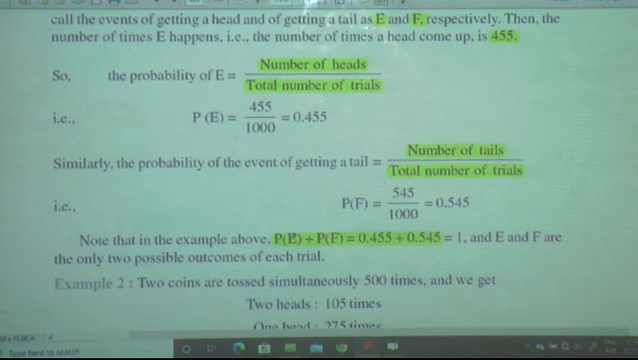 call the events of getting a head and of getting a tail as E and F, respectively. Then, the
number of times E happens, i.e., the number of times a head come up, is 455.
So, the probability of E = Number of heads
Total number of trials
i.e., P (E) = 455
1000
= 0.455
Similarly, the probability of the event of getting a tail = Number of tails
Total number of trials
i.e., P(F) = 545
1000
= 0.545
Note that in the example above, P(E) + P(F) = 0.455 + 0.545 = 1, and E and F are
the only two possible outcomes of each trial.
Example 2 : Two coins are tossed simultaneously 500 times, and we get
Two heads : 105 times
One head : 275 times
Type here to search